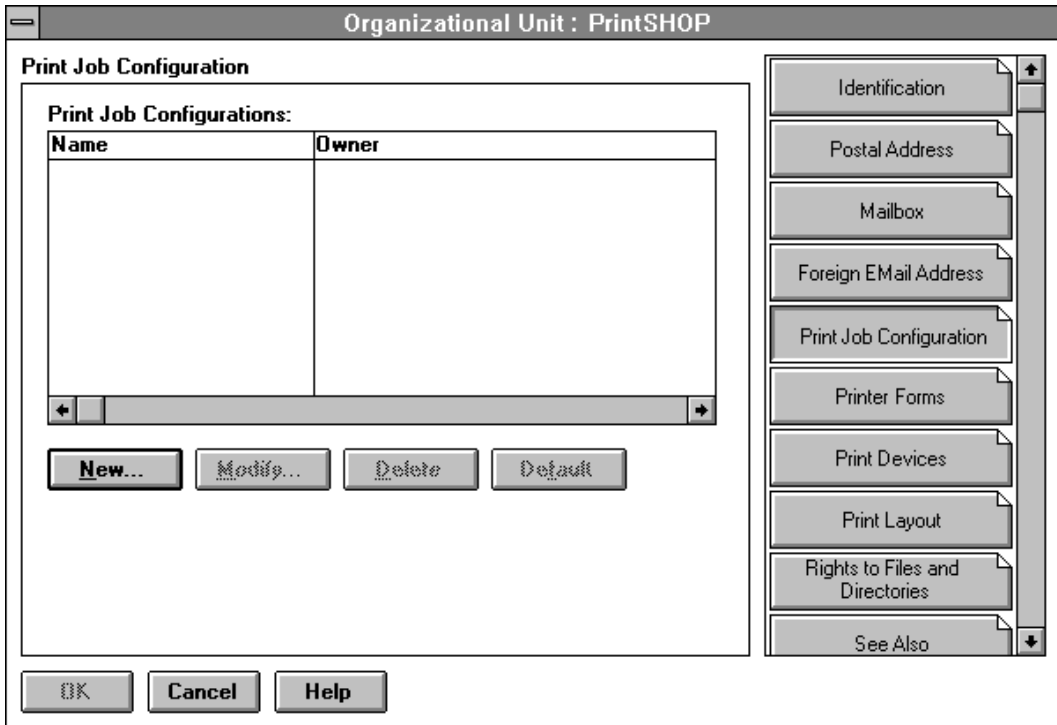 Organizational Unit : PrintSHOP
Print Job Configuration
Print Job Configurations:
Name Owner
New... Modify... Delete Default
OK Cancel Help
Identification
Postal Address
Mailbox
Foreign EMail Address
Print Job Configuration
Printer Forms
Print Devices
Print Layout
Rights to Files and
Directories
See Also